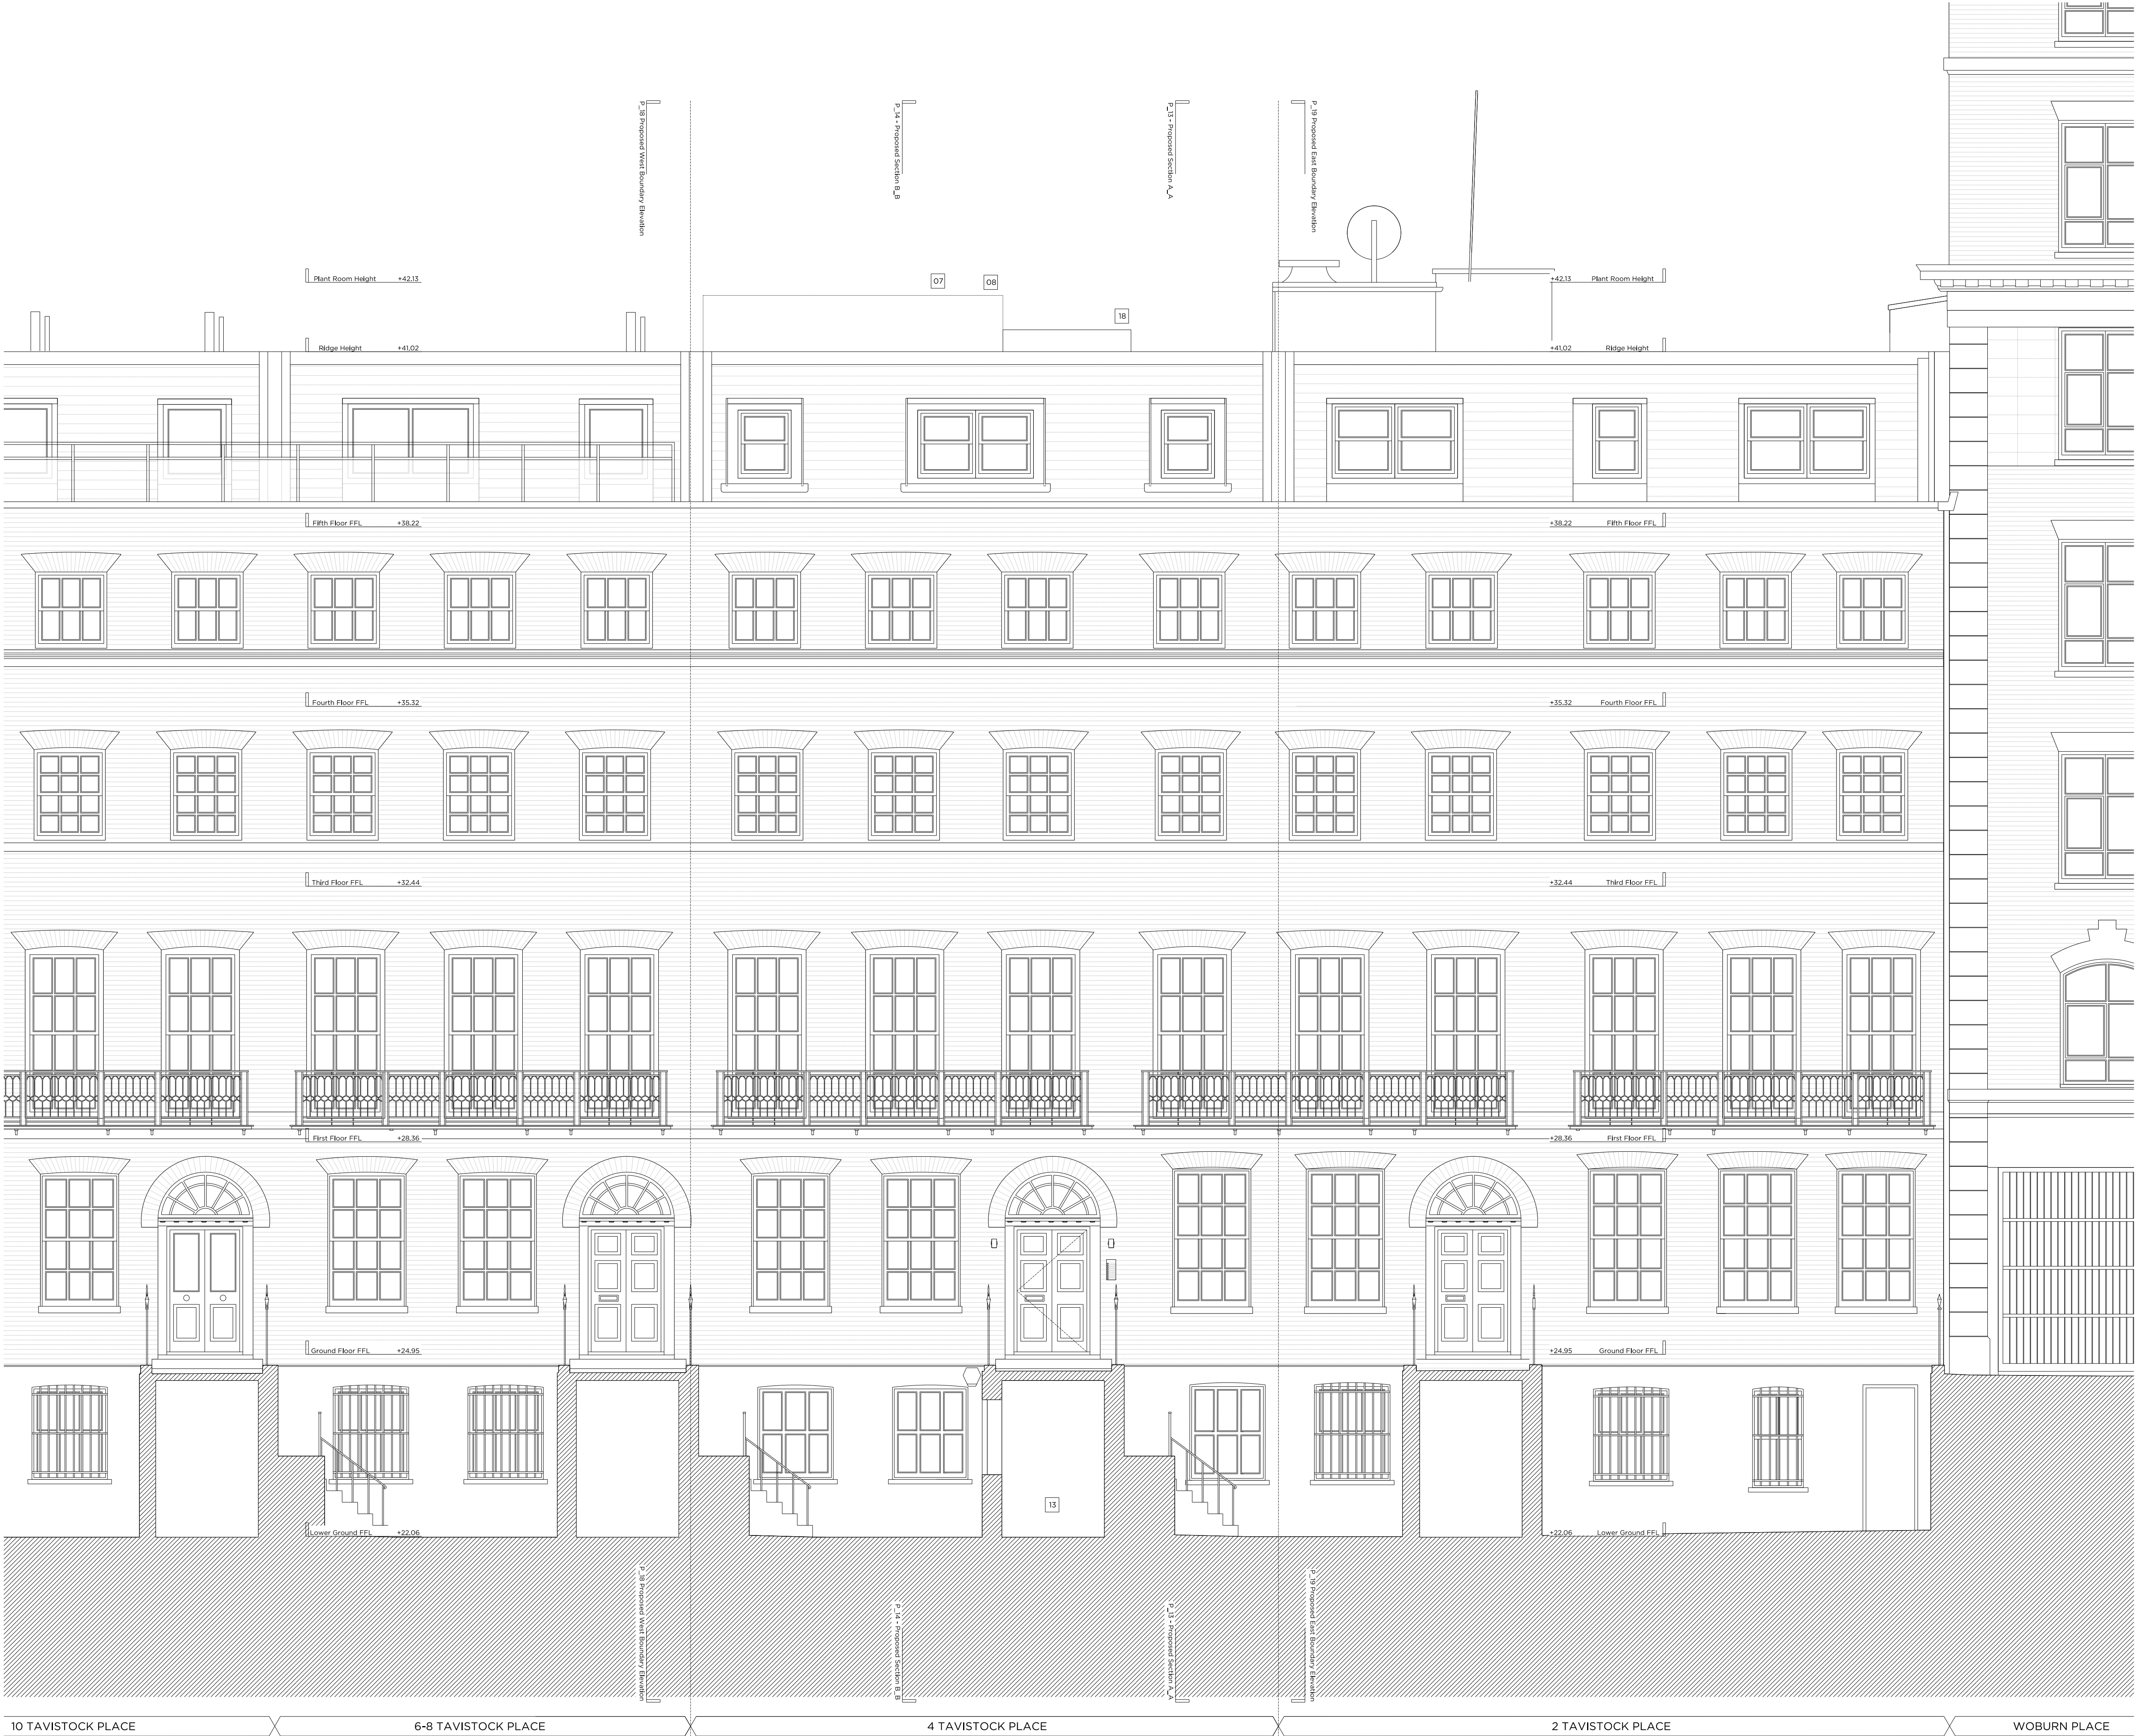 P_18 Proposed West Boundary Elevation
P_14 - Proposed Section B_B
P_13 - Proposed Section A_A
P_19 Proposed East Boundary Elevation
Plant Room Height +42.13
07
08
+42.13 Plant Room Height
18
Ridge Height +41.02
+41.02 Ridge Height
Fifth Floor FFL +38.22
+38.22 Fifth Floor FFL
Fourth Floor FFL +35.32
+35.32 Fourth Floor FFL
Third Floor FFL +32.44
+32.44 Third Floor FFL
First Floor FFL +28.36
+28.36 First Floor FFL
Ground Floor FFL +24.95
+24.95 Ground Floor FFL
13
Lower Ground FFL +22.06
+22.06 Lower Ground FFL
P_18 Proposed West Boundary Elevation
P_14 - Proposed Section B_B
P_13 - Proposed Section A_A
P_19 Proposed East Boundary Elevation
10 TAVISTOCK PLACE
6-8 TAVISTOCK PLACE
4 TAVISTOCK PLACE
2 TAVISTOCK PLACE
WOBURN PLACE